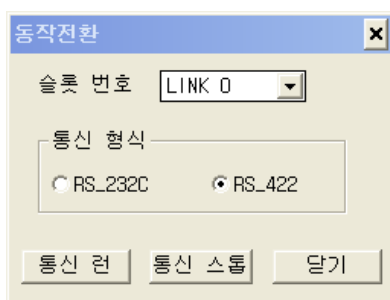 동작전환
슬롯 번호 LINK 0
통신 형식
RS_232C RS_422
통신 런 통신 스톱 닫기